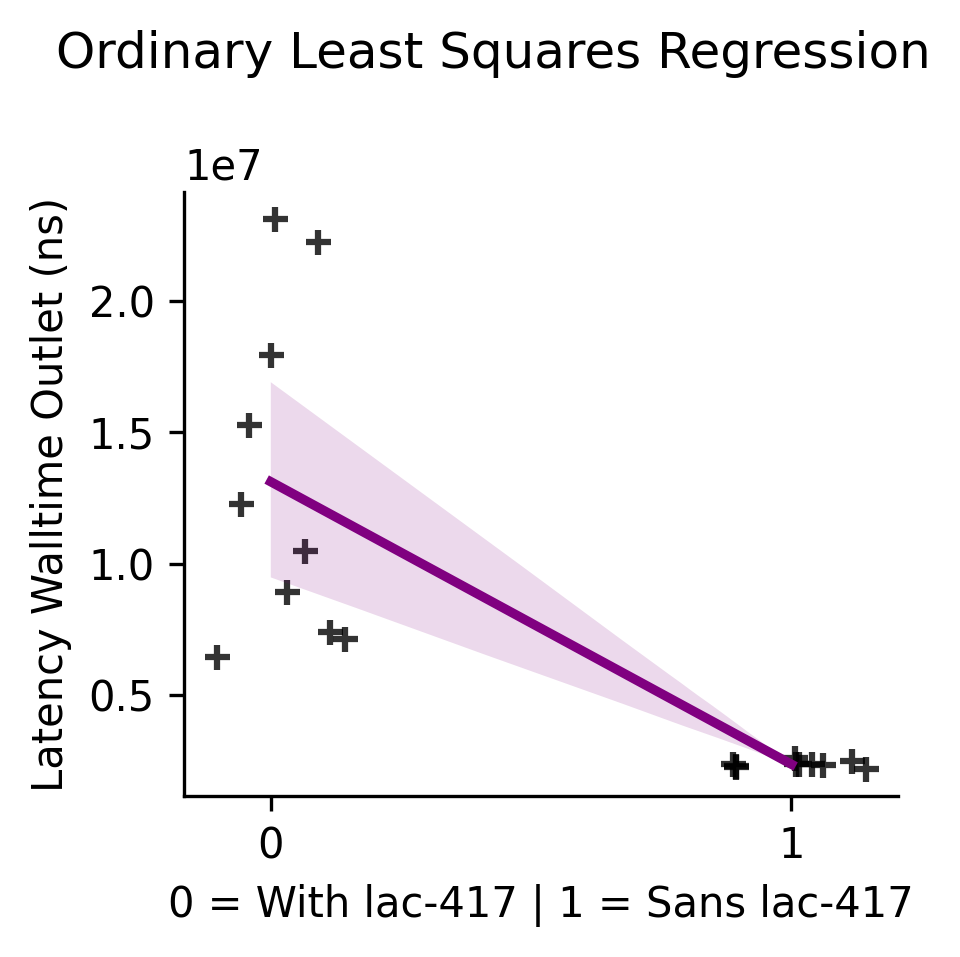 Ordinary Least Squares Regression
1e7
Latency Walltime Outlet (ns)
2.0
1.5
1.0
0.5
0 1
0 = With lac-417 | 1 = Sans lac-417